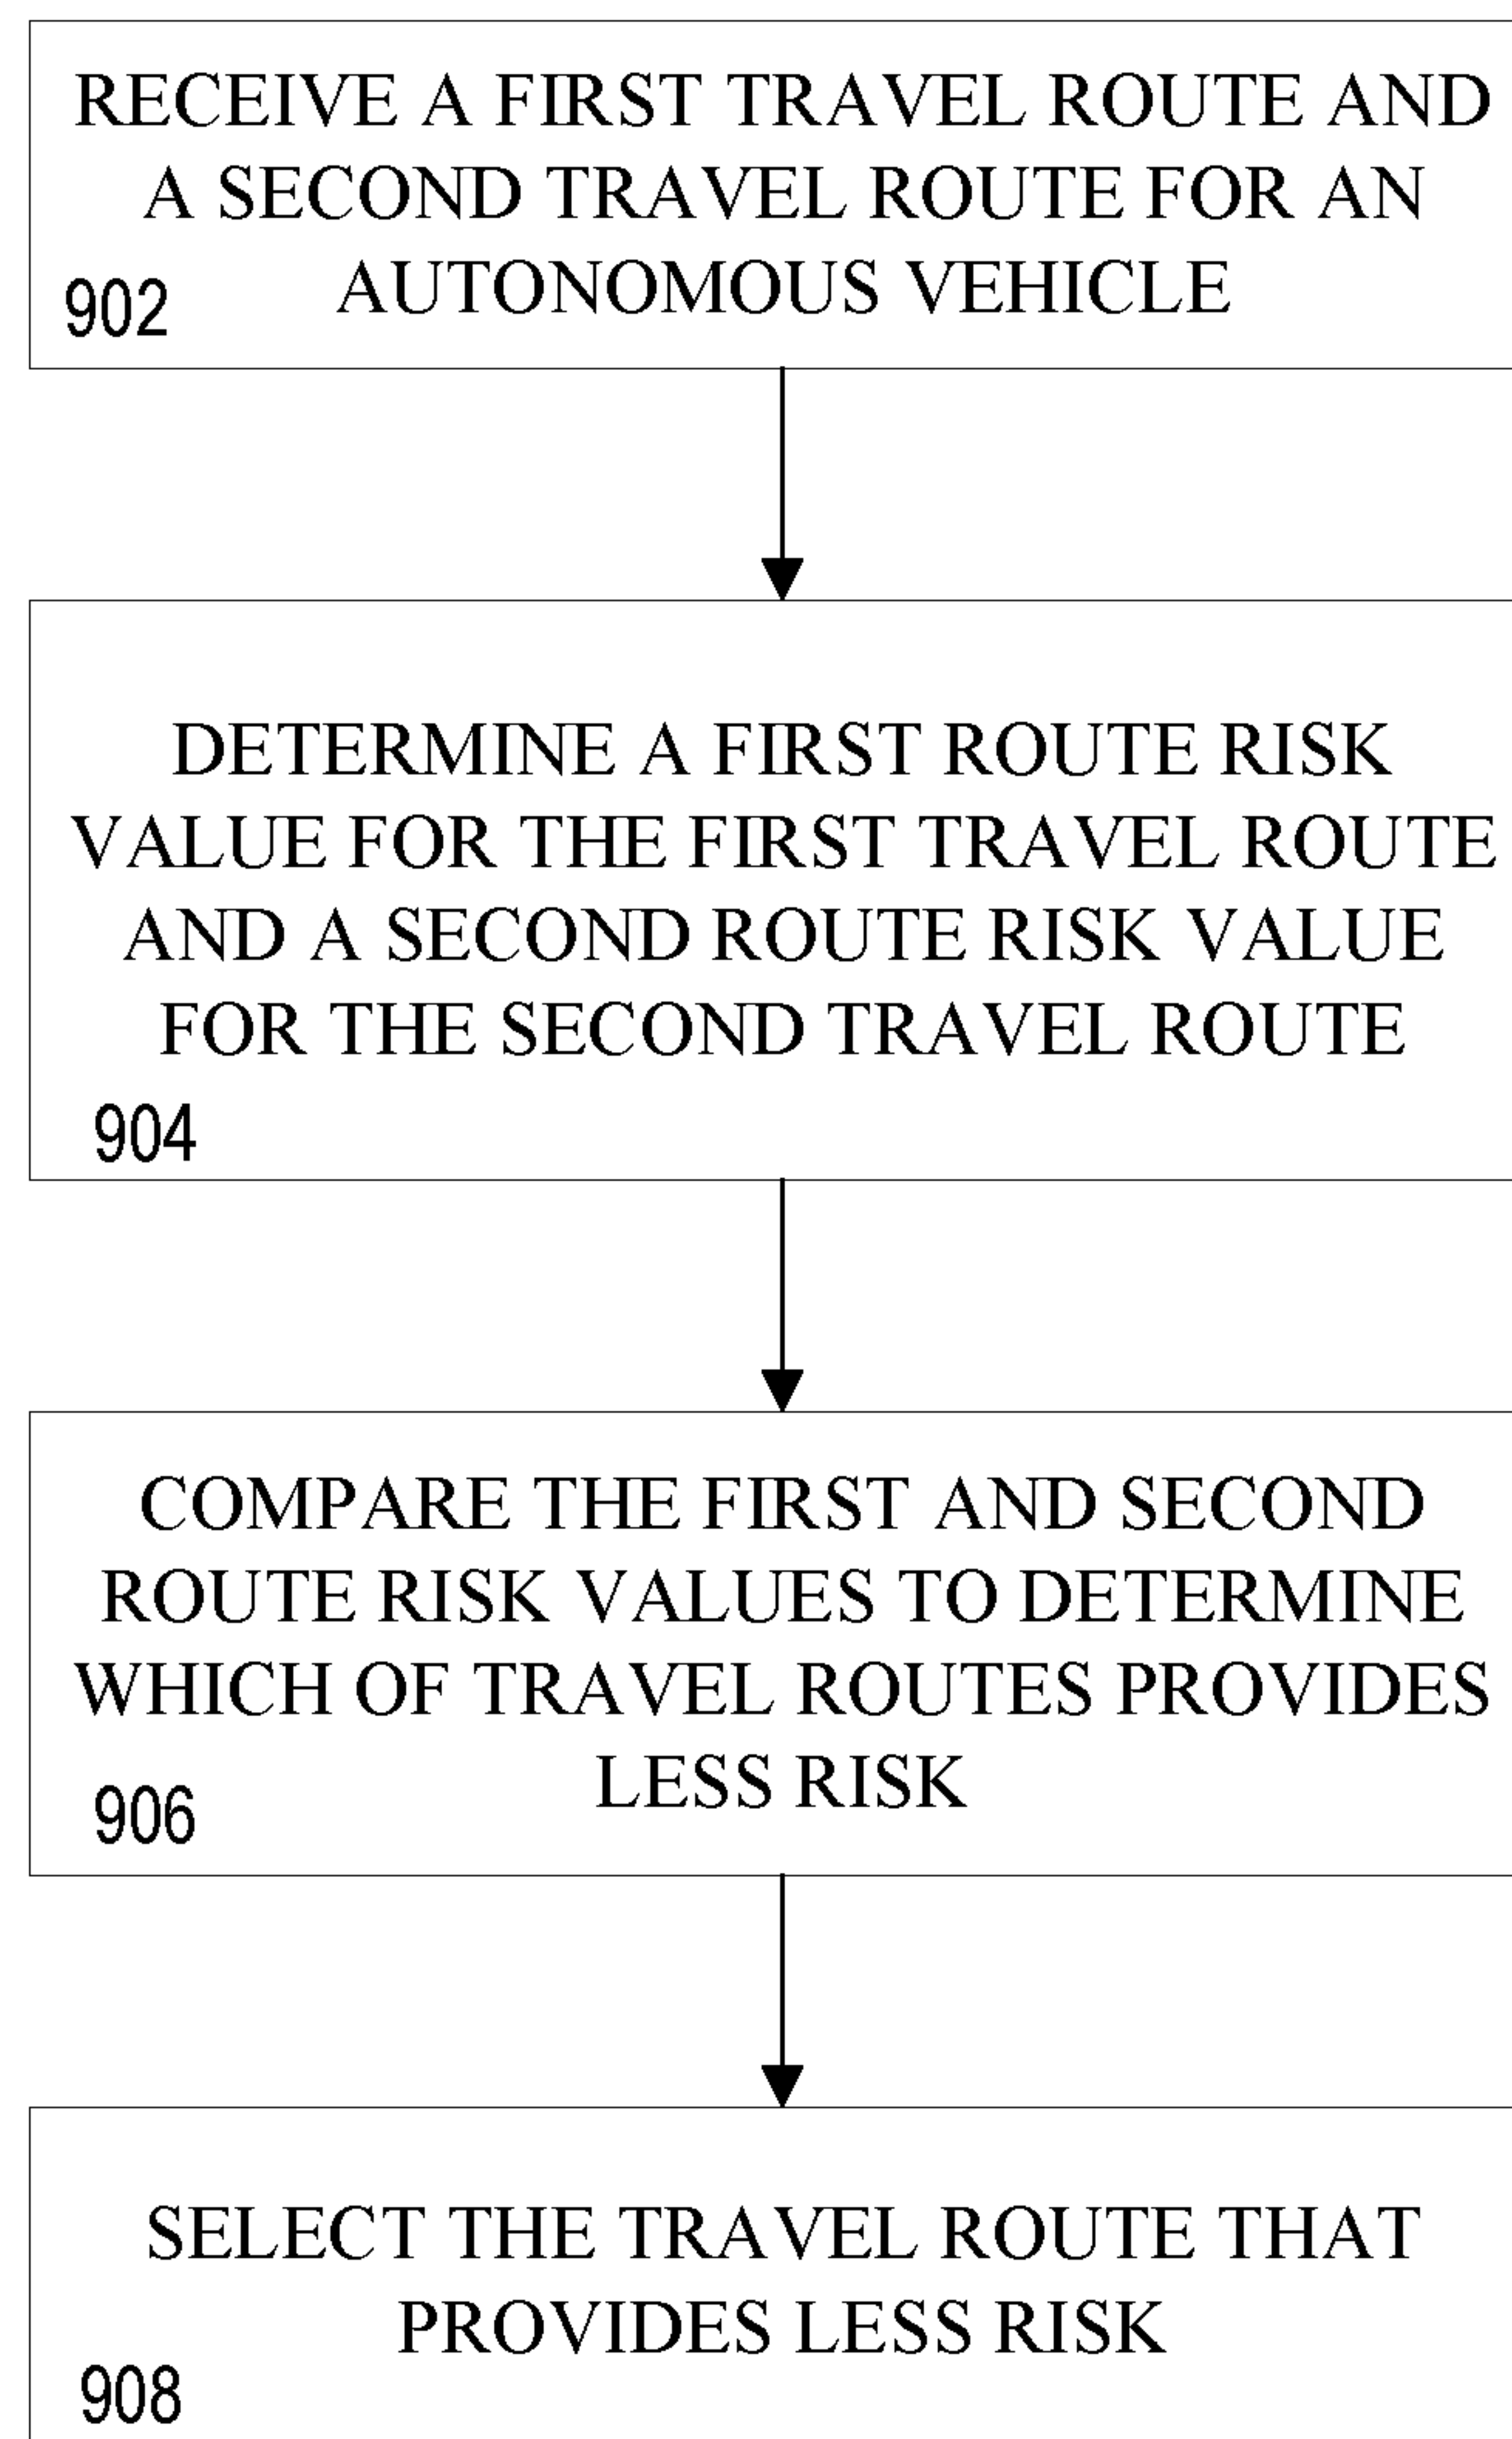 RECEIVE A FIRST TRAVEL ROUTE AND
A SECOND TRAVEL ROUTE FOR AN
AUTONOMOUS VEHICLE
902
DETERMINE A FIRST ROUTE RISK
VALUE FOR THE FIRST TRAVEL ROUTE
AND A SECOND ROUTE RISK VALUE
FOR THE SECOND TRAVEL ROUTE
904
COMPARE THE FIRST AND SECOND
ROUTE RISK VALUES TO DETERMINE
WHICH OF TRAVEL ROUTES PROVIDES
LESS RISK
906
SELECT THE TRAVEL ROUTE THAT
PROVIDES LESS RISK
908